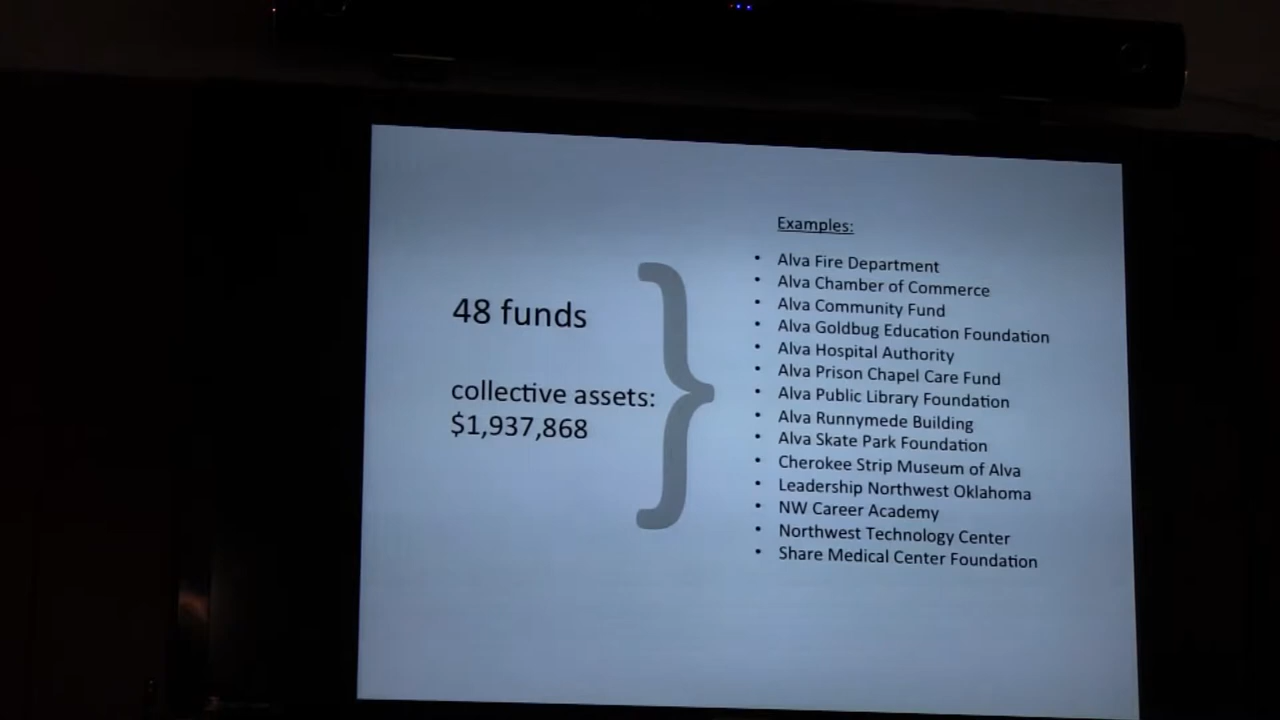 48 funds
collective assets:
$1,937,868
}
Examples:
• Alva Fire Department
• Alva Chamber of Commerce
• Alva Community Fund
• Alva Goldbug Education Foundation
• Alva Hospital Authority
• Alva Prison Chapel Care Fund
• Alva Public Library Foundation
• Alva Runnymede Building
• Alva Skate Park Foundation
• Cherokee Strip Museum of Alva
• Leadership Northwest Oklahoma
• NW Career Academy
• Northwest Technology Center
• Share Medical Center Foundation